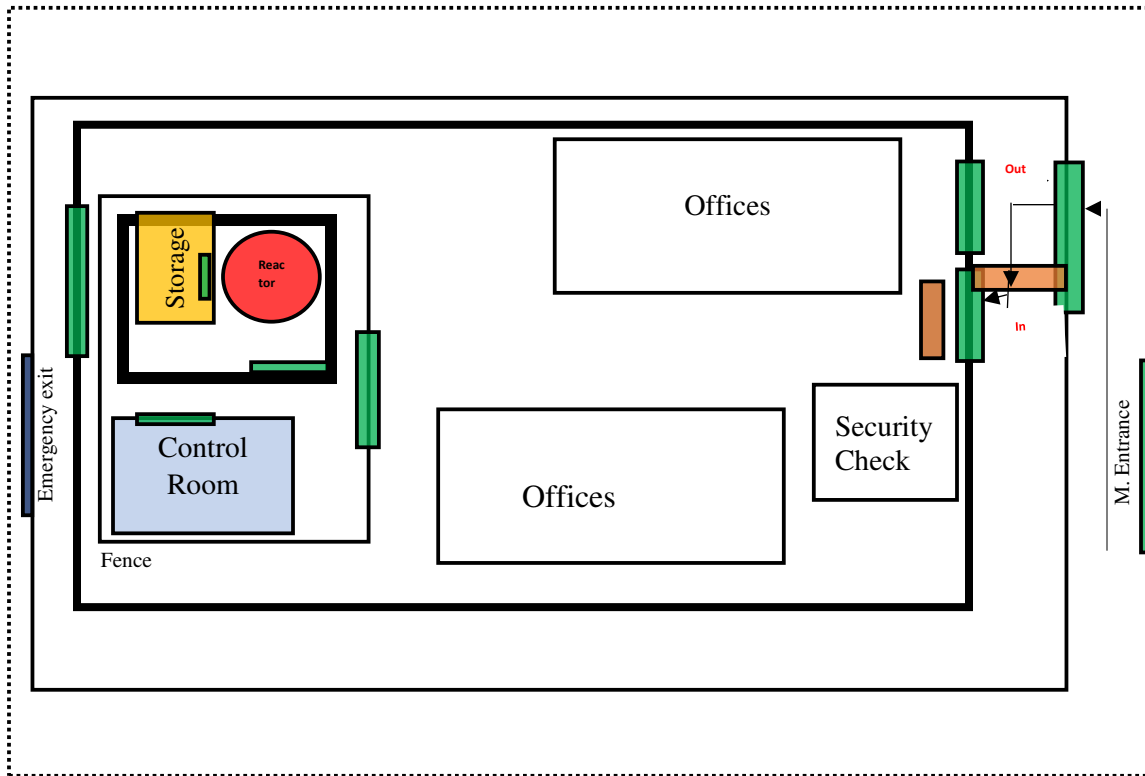 Out
Offices
Storage
Reac
tor
In
Emergency exit
Control
Room
Security
Check
M. Entrance
Offices
Fence